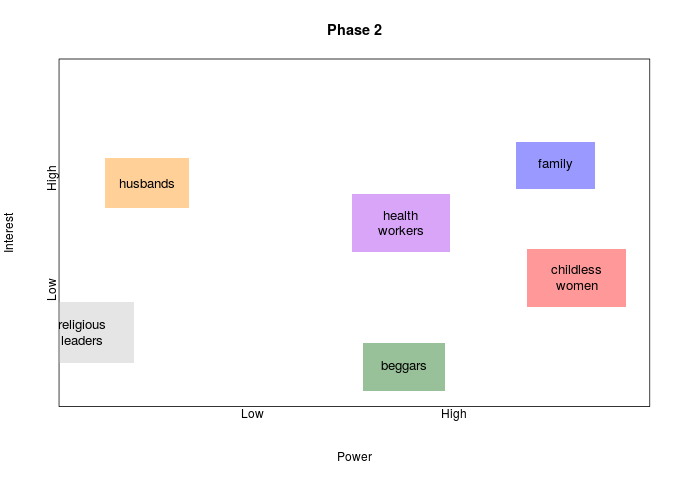 Phase 2
family
husbands
High
health
workers
Interest
childless
women
Low
religious
leaders
beggars
Low
High
Power